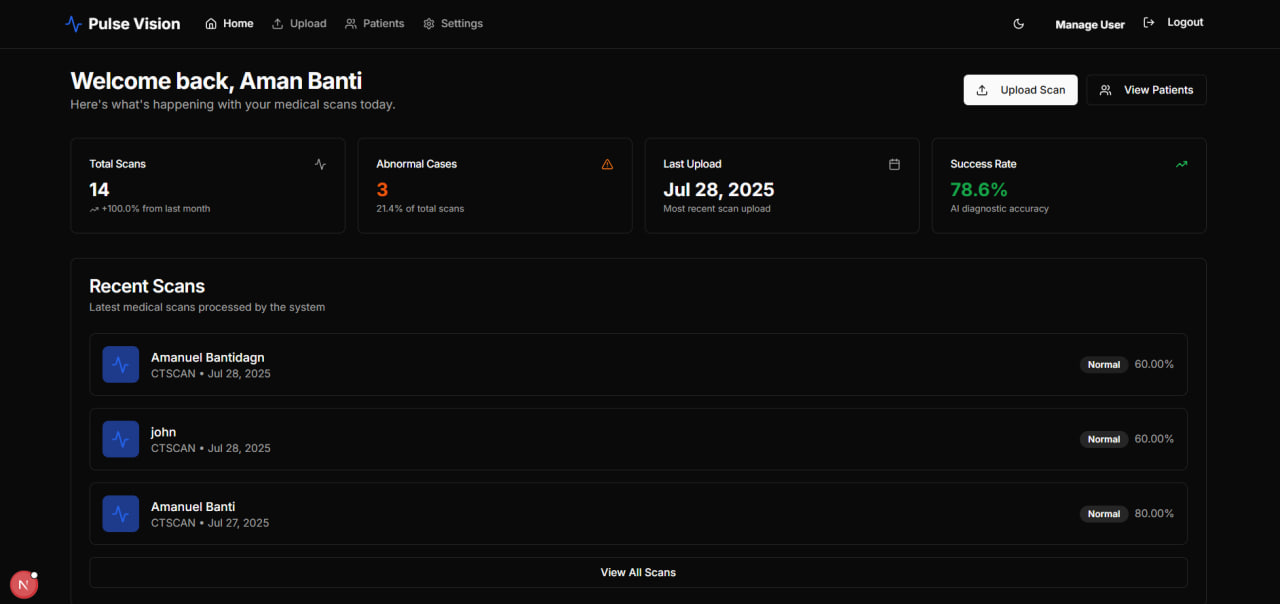 Pulse Vision Home Upload Patients Settings Manage User Logout
Welcome back, Aman Banti
Here's what's happening with your medical scans today.
Upload Scan View Patients
Total Scans
14
+100.0% from last month
Abnormal Cases
3
21.4% of total scans
Last Upload
Jul 28, 2025
Most recent scan upload
Success Rate
78.6%
AI diagnostic accuracy
Recent Scans
Latest medical scans processed by the system
Amanuel Bantidagn
CTSCAN • Jul 28, 2025
Normal 60.00%
john
CTSCAN • Jul 28, 2025
Normal 60.00%
Amanuel Banti
CTSCAN • Jul 27, 2025
Normal 80.00%
View All Scans
N